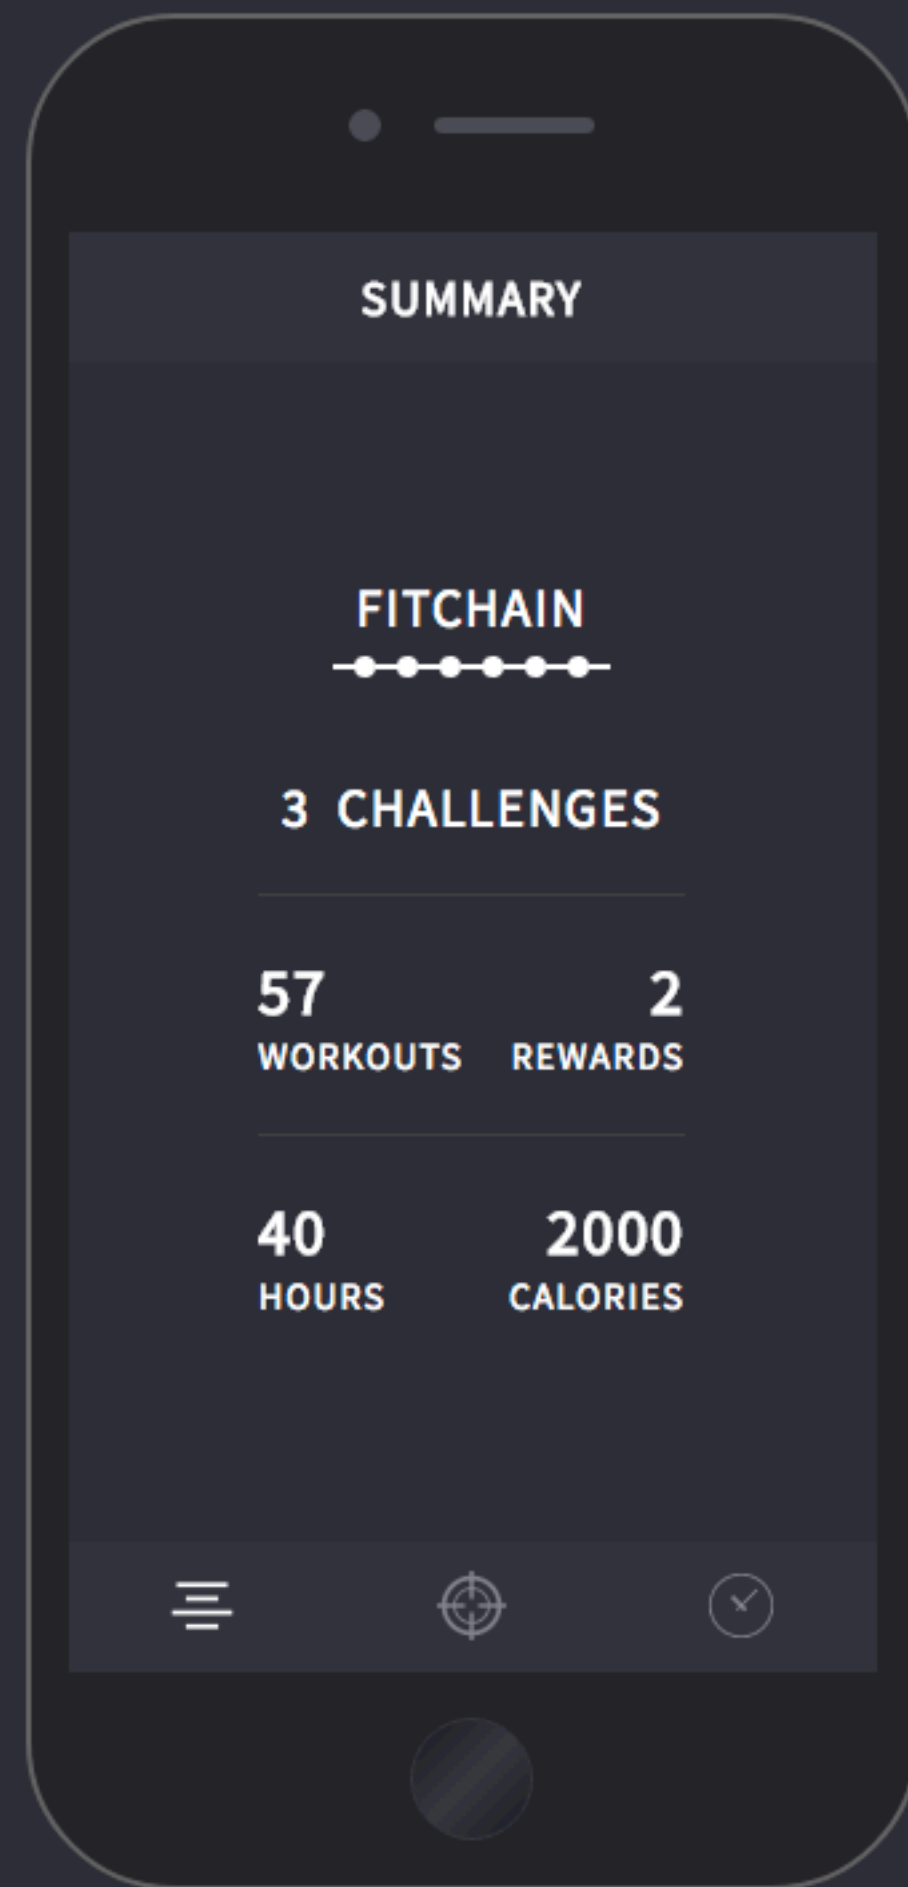 SUMMARY
FITCHAIN
3 CHALLENGES
57 2
WORKOUTS REWARDS
40 2000
HOURS CALORIES